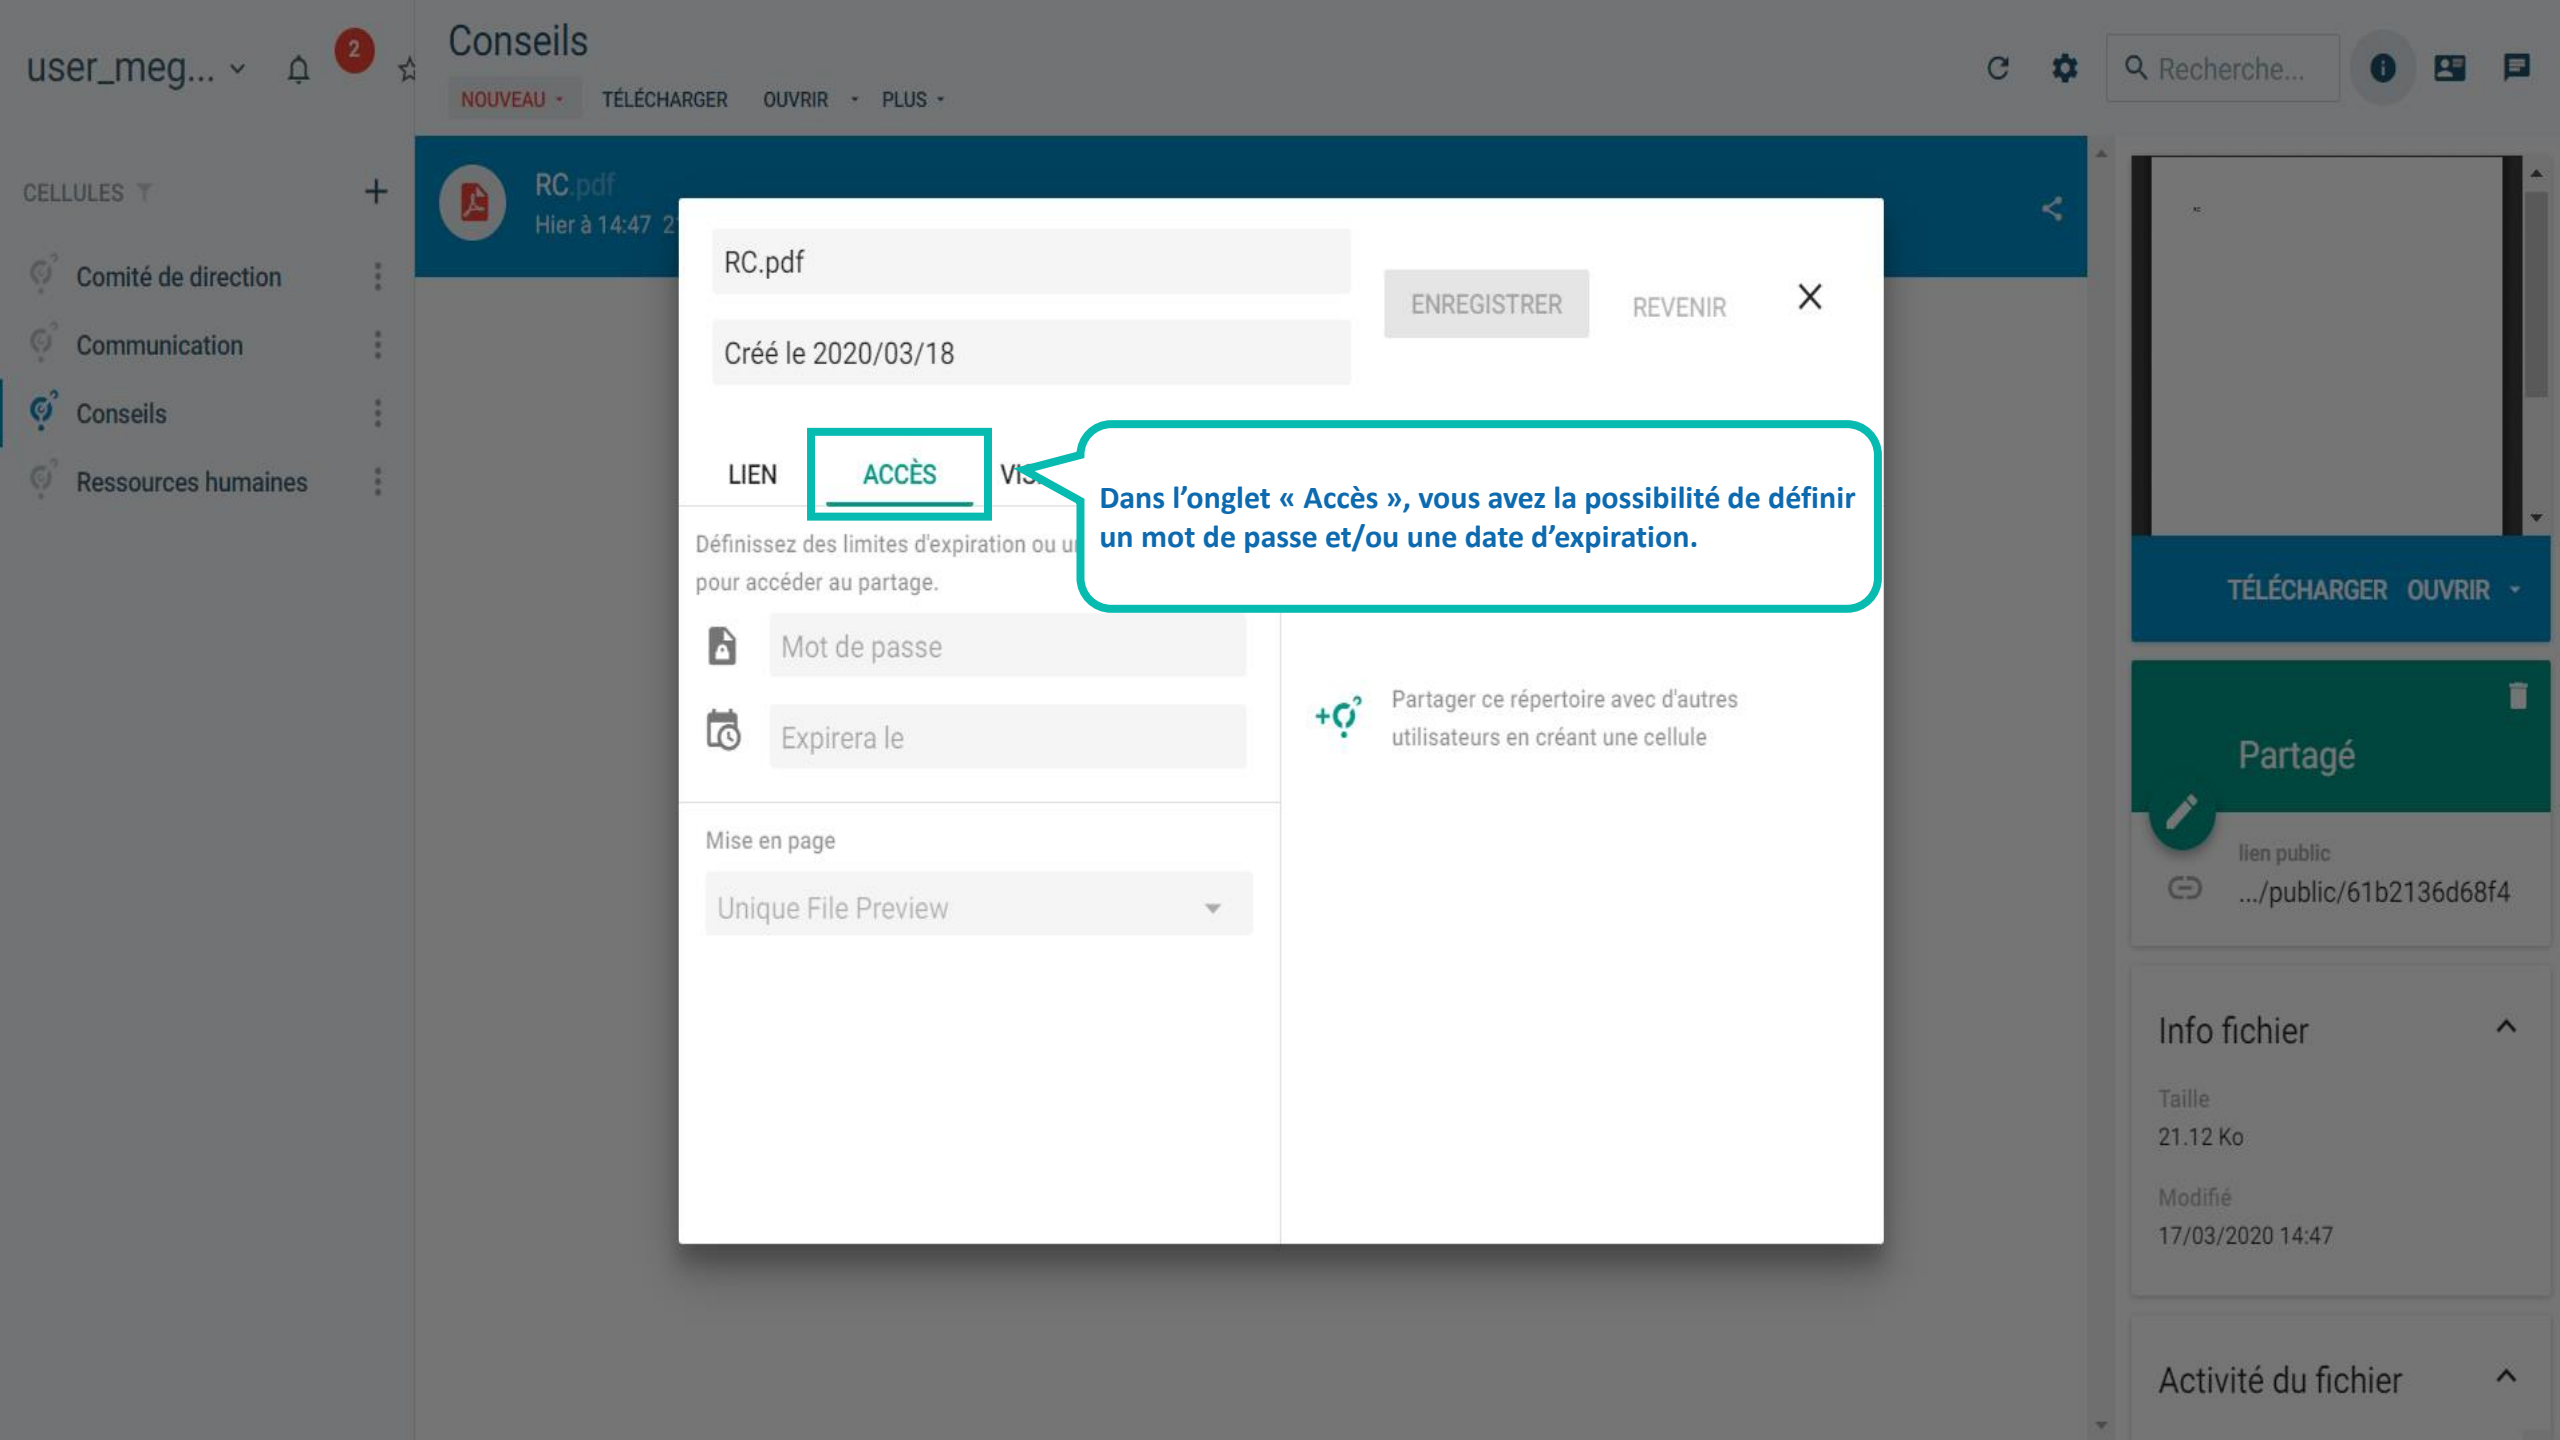 user_meg...
2
Conseils
NOUVEAU
TÉLÉCHARGER
OUVRIR
PLUS
Recherche...
CELLULES
Comité de direction
Communication
Conseils
Ressources humaines
RC.pdf
Hier à 14:47 2
RC.pdf
Créé le 2020/03/18
ENREGISTRER
REVENIR
LIEN
ACCÈS
Dans l’onglet « Accès », vous avez la possibilité de définir
un mot de passe et/ou une date d’expiration.
Définissez des limites d'expiration ou
pour accéder au partage.
Mot de passe
Expirera le
Mise en page
Unique File Preview
Partager ce répertoire avec d'autres
utilisateurs en créant une cellule
TÉLÉCHARGER OUVRIR
Partagé
lien public
.../public/61b2136d68f4
Info fichier
Taille
21.12 Ko
Modifié
17/03/2020 14:47
Activité du fichier